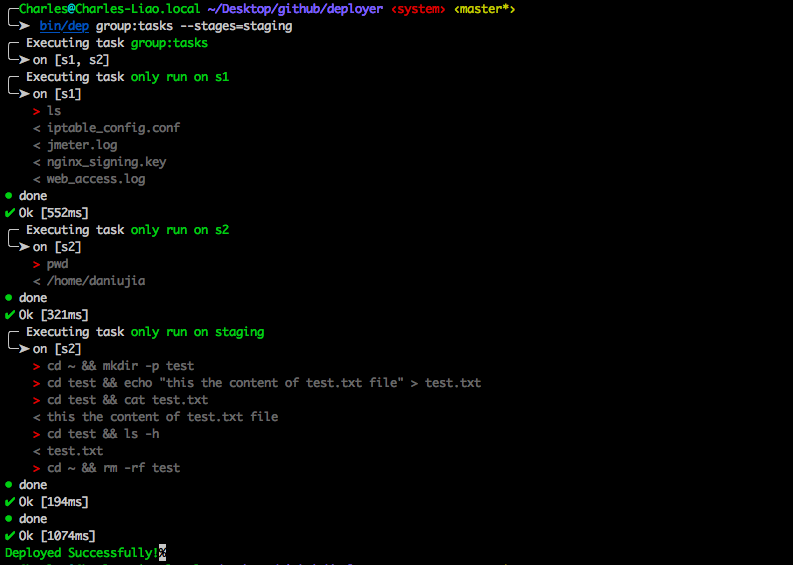 Charles@Charles-Liao.local ~/Desktop/github/deployer ‹system› ‹master*›
➤ bin/dep group:tasks --stages=staging
Executing task group:tasks
➤ on [s1, s2]
Executing task only run on s1
➤ on [s1]
> ls
< iptable_config.conf
< jmeter.log
< nginx_signing.key
< web_access.log
● done
✔ Ok [552ms]
Executing task only run on s2
➤ on [s2]
> pwd
< /home/daniujia
● done
✔ Ok [321ms]
Executing task only run on staging
➤ on [s2]
> cd ~ && mkdir -p test
> cd test && echo "this the content of test.txt file" > test.txt
> cd test && cat test.txt
< this the content of test.txt file
> cd test && ls -h
< test.txt
> cd ~ && rm -rf test
● done
✔ Ok [194ms]
● done
✔ Ok [1074ms]
Deployed Successfully!%